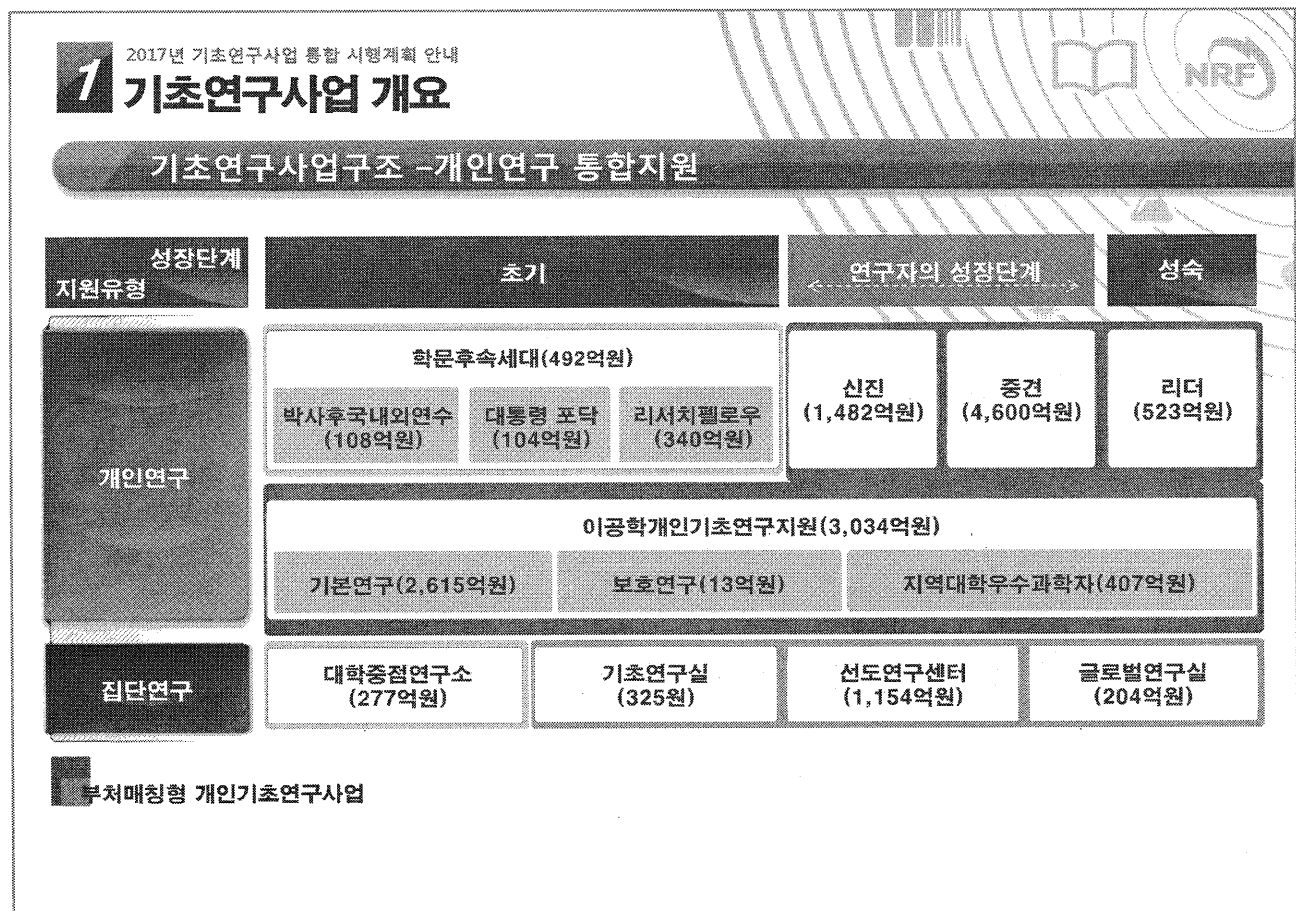 1
2017년 기초연구사업 통합 시행계획 안내
기초연구사업 개요
NRF
기초연구사업구조 –개인연구 통합지원
성장단계
지원유형
초기
연구자의 성장단계
성숙
개인연구
학문후속세대(492억원)
박사후국내외연수
(108억원)
대통령 포닥
(104억원)
리서치펠로우
(340억원)
신진
(1,482억원)
중견
(4,600억원)
리더
(523억원)
이공학개인기초연구지원(3,034억원)
기본연구(2,615억원)
보호연구(13억원)
지역대학우수과학자(407억원)
집단연구
대학중점연구소
(277억원)
기초연구실
(325원)
선도연구센터
(1,154억원)
글로벌연구실
(204억원)
부처매칭형 개인기초연구사업